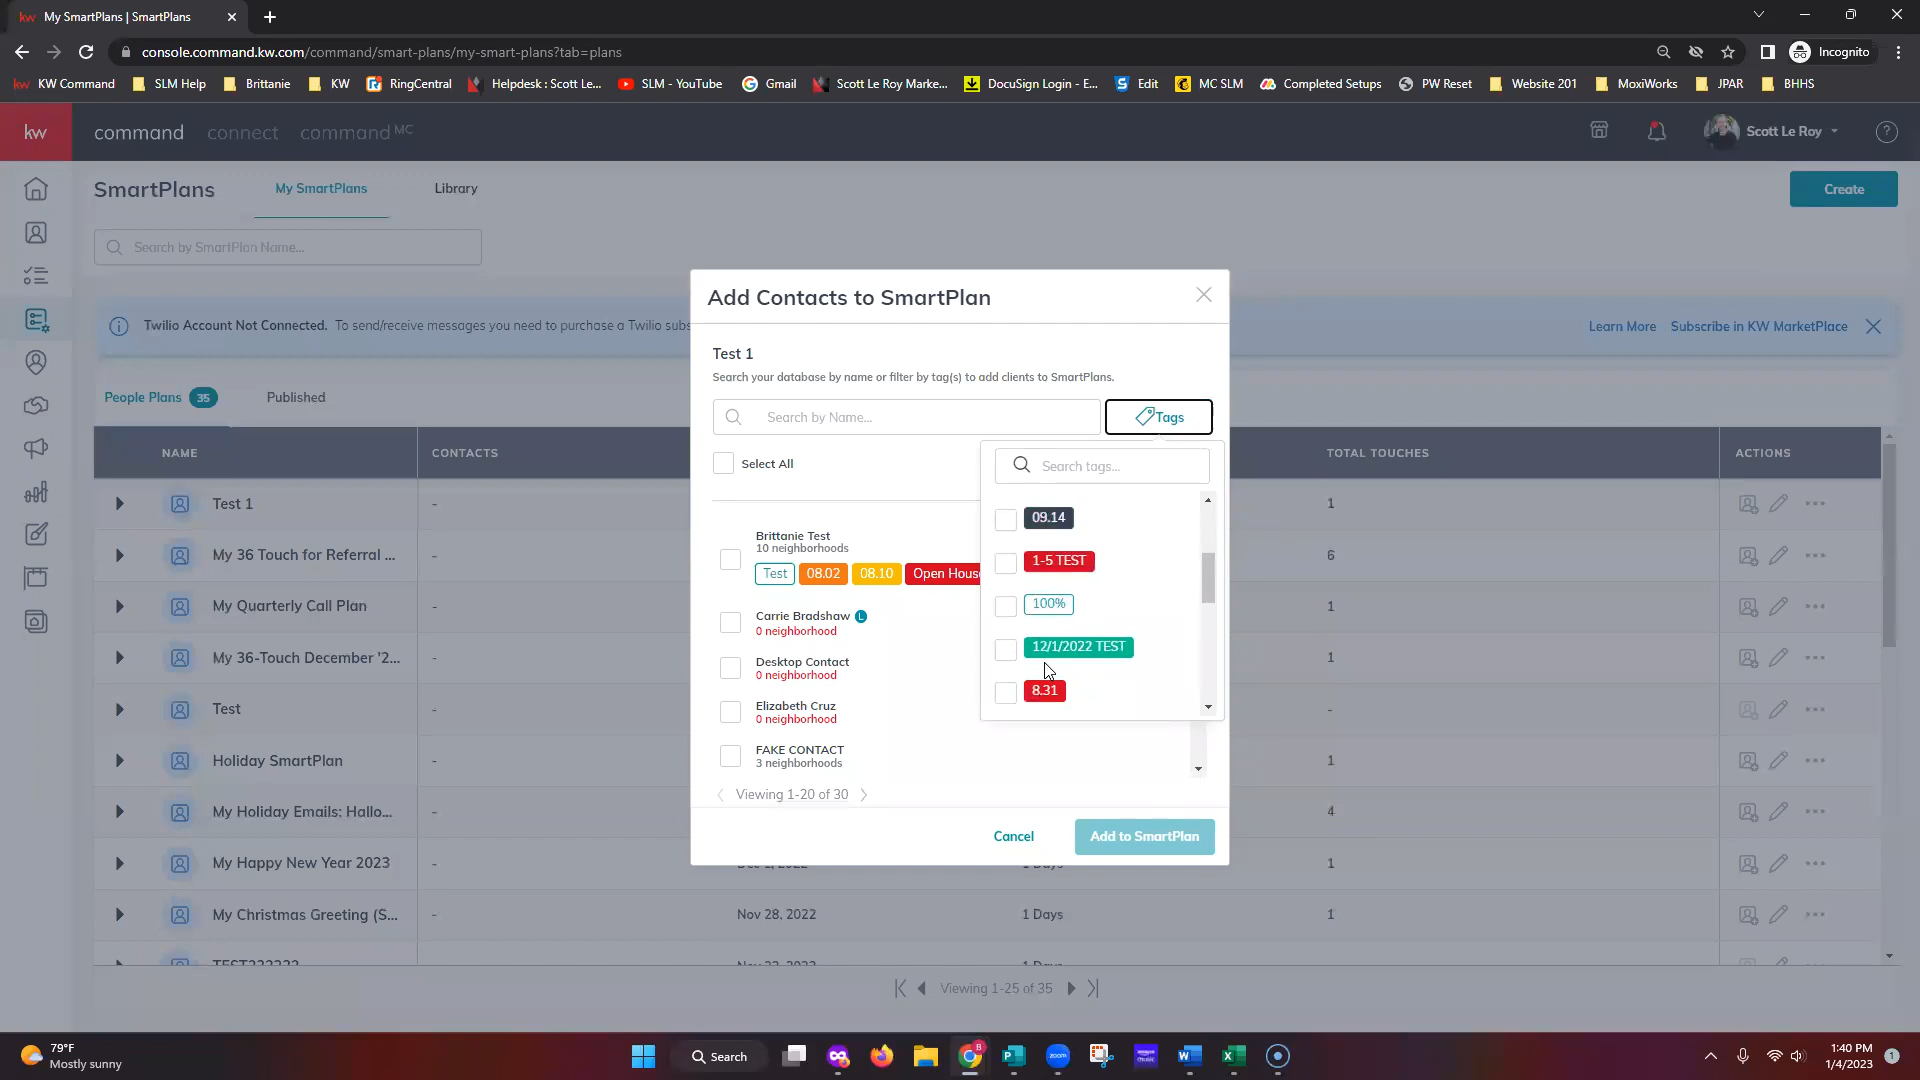 My SmartPlans | SmartPlans
console.command.kw.com/command/smart-plans/my-smart-plans?tab=plans
Incognito
kw KW Command SLM Help Brittanie KW RingCentral Helpdesk : Scott Le... SLM - YouTube Gmail Scott Le Roy Marke... DocuSign Login - E... Edit MC SLM Completed Setups PW Reset Website 201 MoxiWorks JPAR BHHS
kw command connect command MC Scott Le Roy
SmartPlans My SmartPlans Library Create
Search by SmartPlan Name...
Twilio Account Not Connected. To send/receive messages you need to purchase a Twilio subs
Learn More Subscribe in KW MarketPlace
People Plans 35 Published
NAME CONTACTS TOTAL TOUCHES ACTIONS
Test 1 - 1
My 36 Touch for Referral ... - 6
My Quarterly Call Plan - 1
My 36-Touch December '2... - 1
Test - -
Holiday SmartPlan - 1
My Holiday Emails: Hallo... - 4
My Happy New Year 2023 - 1
My Christmas Greeting (S... - Nov 28, 2022 1 Days 1
Viewing 1-25 of 35
Add Contacts to SmartPlan
Test 1
Search your database by name or filter by tag(s) to add clients to SmartPlans.
Search by Name... Tags
Select All
Brittanie Test
10 neighborhoods
Test 08.02 08.10 Open Hous
Carrie Bradshaw L
0 neighborhood
Desktop Contact
0 neighborhood
Elizabeth Cruz
0 neighborhood
FAKE CONTACT
3 neighborhoods
Viewing 1-20 of 30
Search tags...
09.14
1-5 TEST
100%
12/1/2022 TEST
8.31
Cancel Add to SmartPlan
79°F
Mostly sunny
Search
1:40 PM
1/4/2023
1